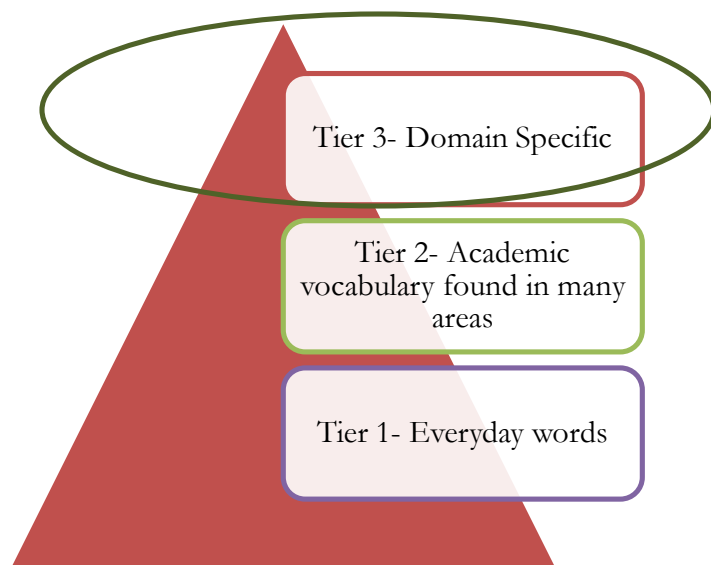 Tier 3- Domain Specific
Tier 2- Academic
vocabulary found in many
areas
Tier 1- Everyday words